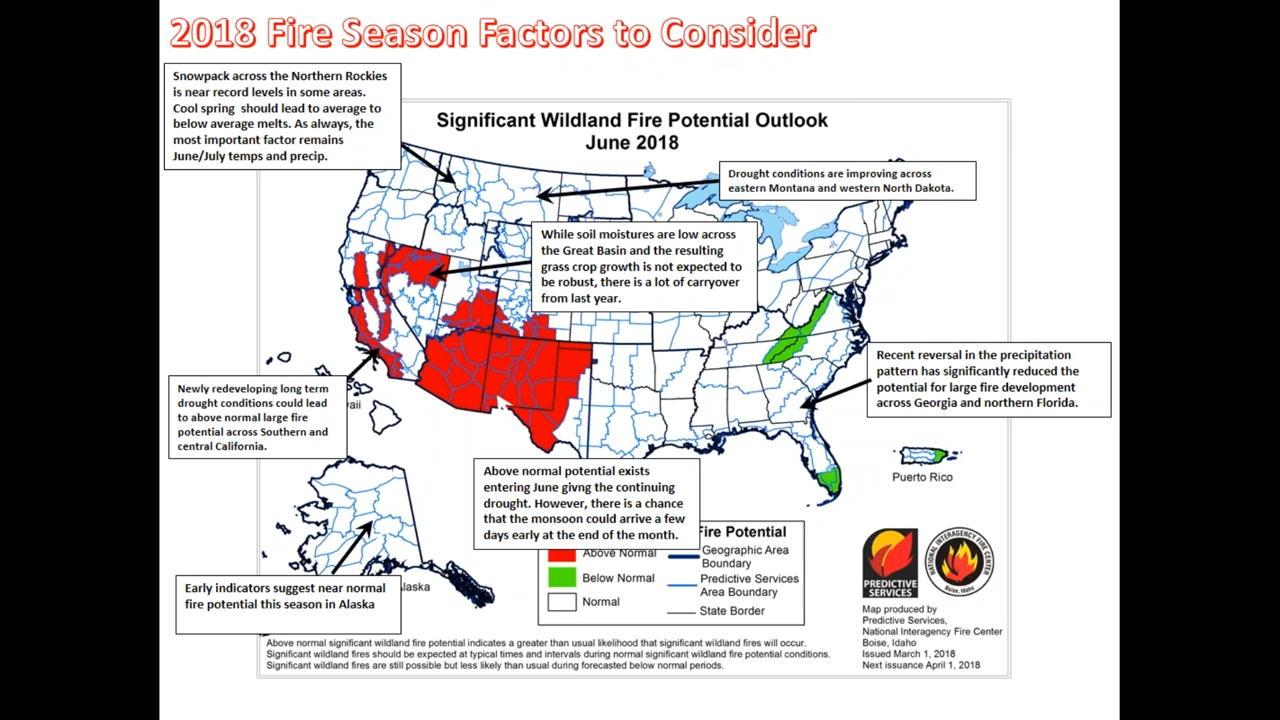 2018 Fire Season Factors to Consider
Snowpack across the Northern Rockies
is near record levels in some areas.
Cool spring should lead to average to
below average melts. As always, the
most important factor remains
June/July temps and precip.
Significant Wildland Fire Potential Outlook
June 2018
Drought conditions are improving across
eastern Montana and western North Dakota.
While soil moistures are low across
the Great Basin and the resulting
grass crop growth is not expected to
be robust, there is a lot of carryover
from last year.
Recent reversal in the precipitation
pattern has significantly reduced the
potential for large fire development
across Georgia and northern Florida.
Newly redeveloping long term
drought conditions could lead
to above normal large fire
potential across Southern and
central California.
aii
Puerto Rico
Above normal potential exists
entering June givng the continuing
drought. However, there is a chance
that the monsoon could arrive a few
days early at the end of the month.
Early indicators suggest near normal
fire potential this season in Alaska
laska
Fire Potential
Above Normal
Below Normal
Normal
Geographic Area
Boundary
Predictive Services
Area Boundary
State Border
PREDICTIVE
SERVICES
NATIONAL INTERAGENCY FIRE CENTER
Boise, Idaho
Map produced by
Predictive Services,
National Interagency Fire Center
Boise, Idaho
Issued March 1, 2018
Next issuance April 1, 2018
Above normal significant wildland fire potential indicates a greater than usual likelihood that significant wildland fires will occur.
Significant wildland fires should be expected at typical times and intervals during normal significant wildland fire potential conditions.
Significant wildland fires are still possible but less likely than usual during forecasted below normal periods.